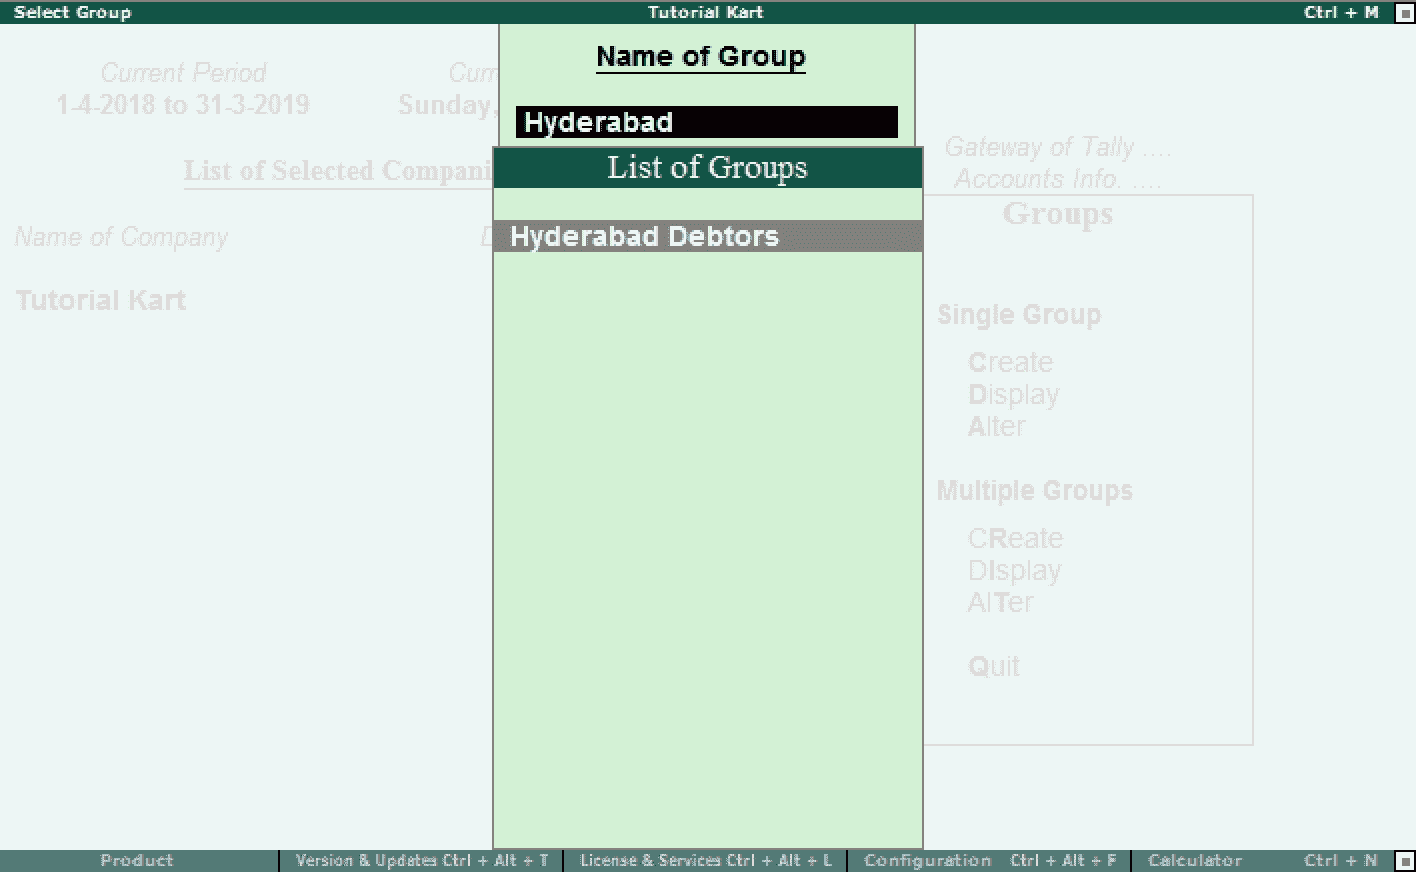 Select Group Tutorial Kart Ctrl + M
Name of Group
Current Period Curr
1-4-2018 to 31-3-2019 Sunday,
Hyderabad
Gateway of Tally ....
List of Selected Compani
List of Groups
Accounts Info. ....
Groups
Name of Company D
Hyderabad Debtors
Tutorial Kart
Single Group
Create
Display
Alter
Multiple Groups
CReate
DIsplay
AlTer
Quit
Product Version & Updates Ctrl + Alt + T License & Services Ctrl + Alt + L Configuration Ctrl + Alt + F Calculator Ctrl + N